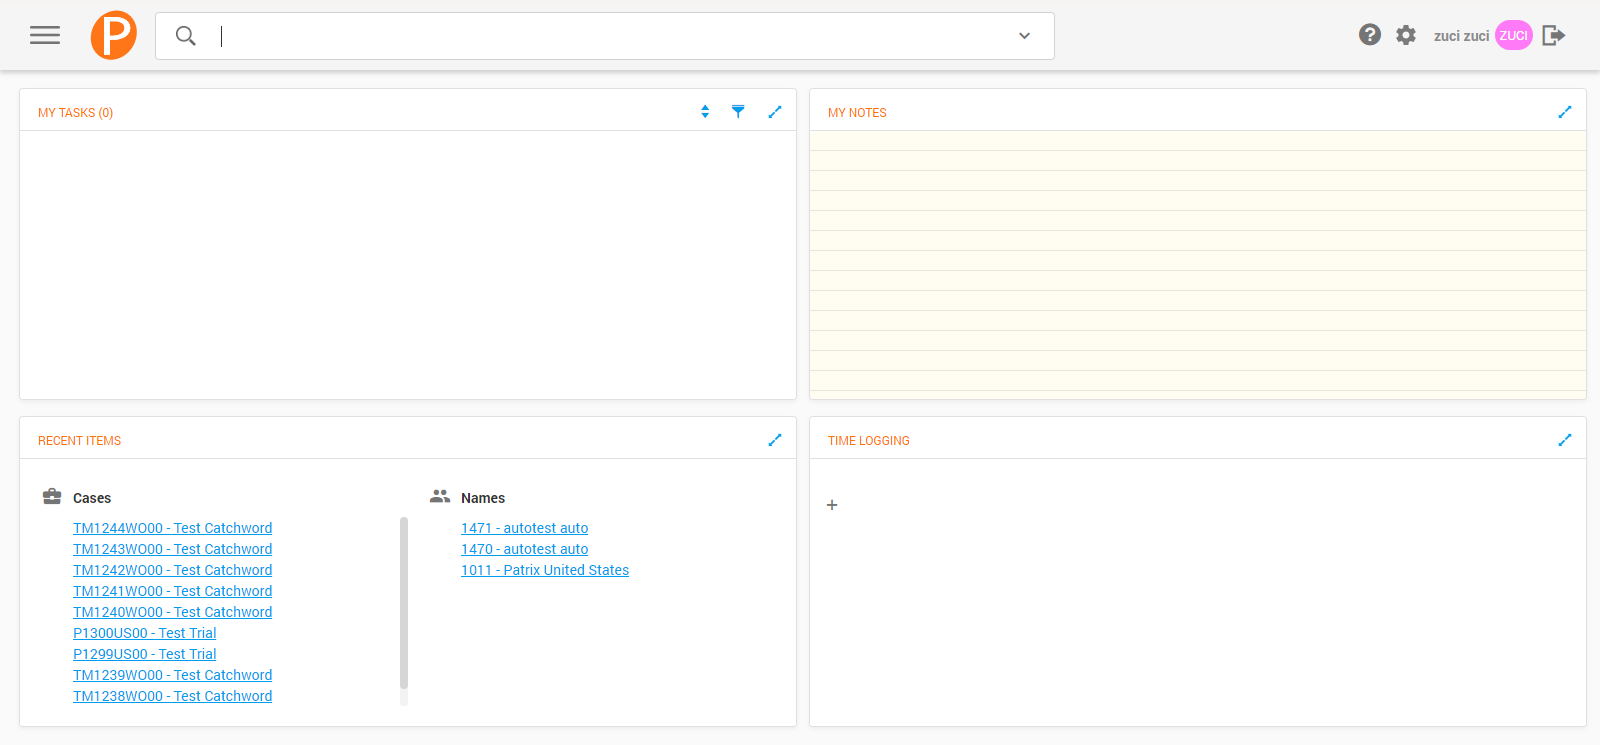 P
zuci zuci
ZUCI
MY TASKS (0)
MY NOTES
RECENT ITEMS
Cases
TM1244WO00 - Test Catchword
TM1243WO00 - Test Catchword
TM1242WO00 - Test Catchword
TM1241WO00 - Test Catchword
TM1240WO00 - Test Catchword
P1300US00 - Test Trial
P1299US00 - Test Trial
TM1239WO00 - Test Catchword
TM1238WO00 - Test Catchword
Names
1471 - autotest auto
1470 - autotest auto
1011 - Patrix United States
TIME LOGGING
+